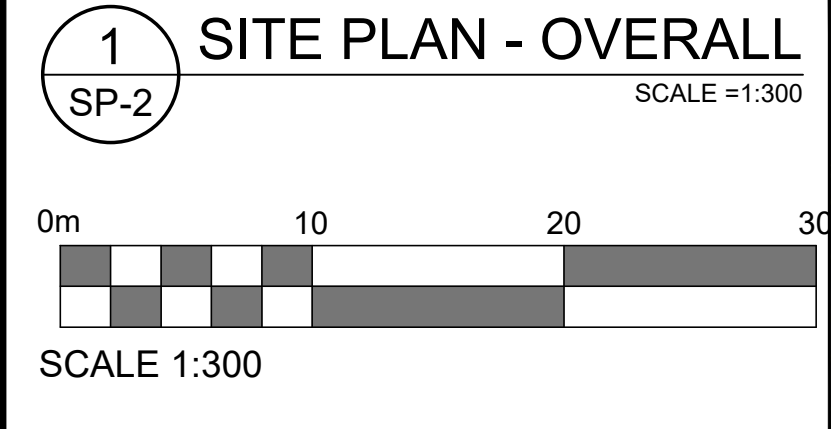 1
SITE PLAN - OVERALL
SP-2
SCALE =1:300
0m 10 20 30
SCALE 1:300